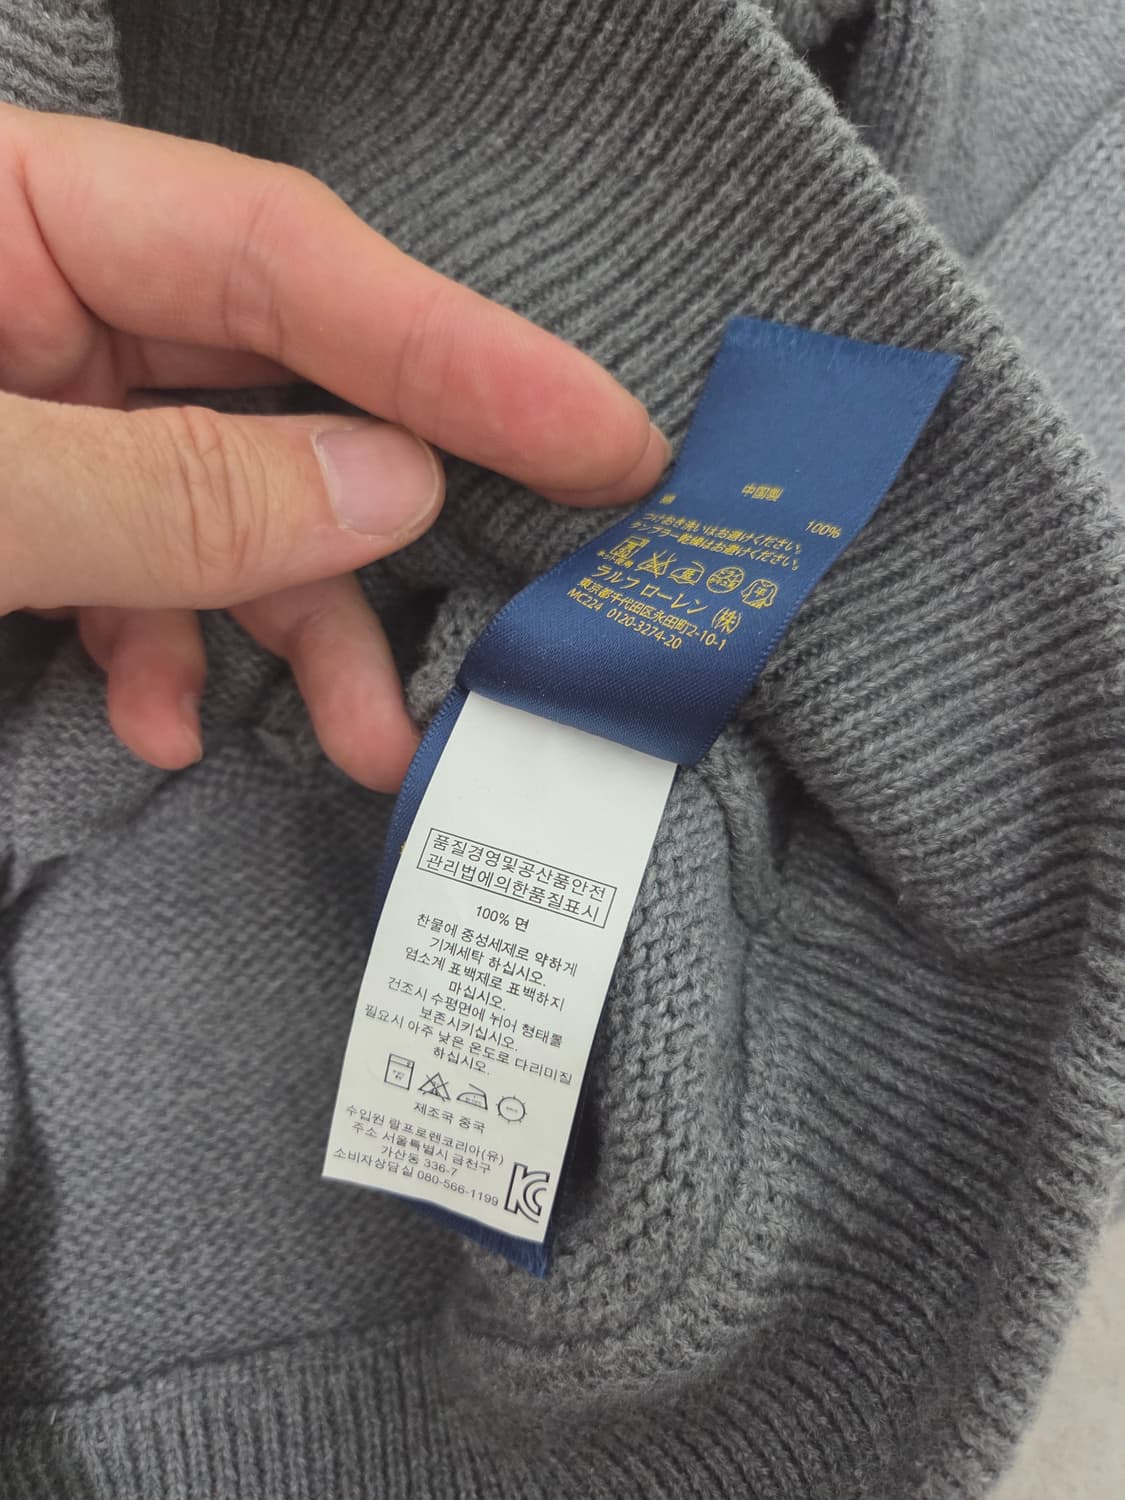 中国製
綿 100%
つけおき洗いはお避けください。
タンブラー乾燥はお避けください。
ネット使用
ラルフ ローレン (株)
東京都千代田区永田町2-10-1
MC224 0120-3274-20
품질경영및공산품안전
관리법에의한품질표시
100% 면
찬물에 중성세제로 약하게
기계세탁 하십시오.
염소계 표백제로 표백하지
마십시오.
건조시 수평면에 뉘어 형태를
보존시키십시오.
필요시 아주 낮은 온도로 다리미질
하십시오.
제조국 중국
수입원 랄프로렌코리아(유)
주소 서울특별시 금천구
가산동 336-7
소비자상담실 080-566-1199
KC